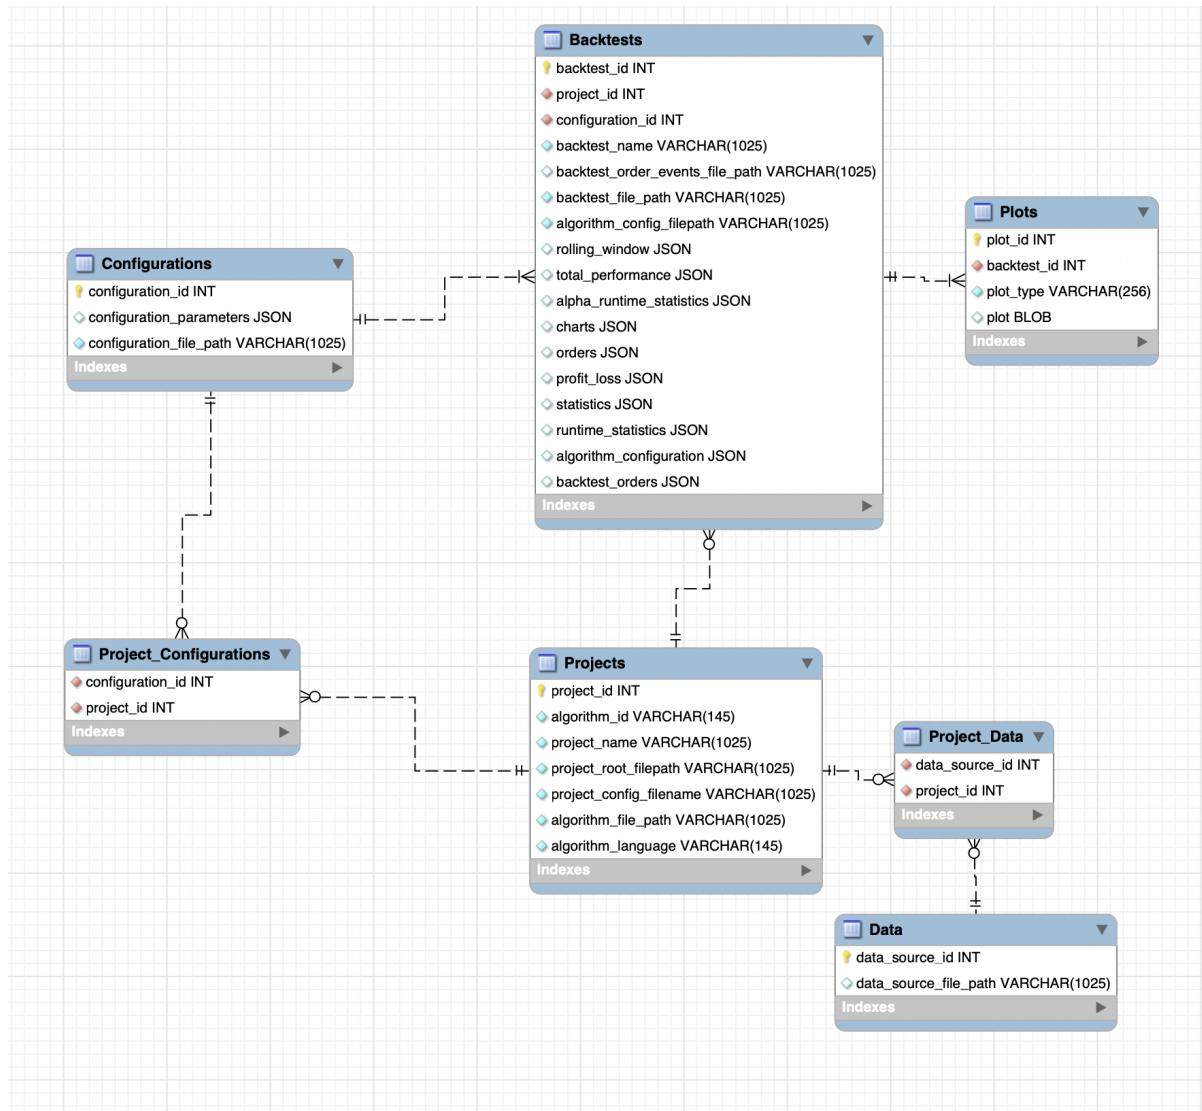 Backtests
backtest_id INT
project_id INT
configuration_id INT
backtest_name VARCHAR(1025)
backtest_order_events_file_path VARCHAR(1025)
backtest_file_path VARCHAR(1025)
algorithm_config_filepath VARCHAR(1025)
rolling_window JSON
total_performance JSON
alpha_runtime_statistics JSON
charts JSON
orders JSON
profit_loss JSON
statistics JSON
runtime_statistics JSON
algorithm_configuration JSON
backtest_orders JSON
Indexes
Plots
plot_id INT
backtest_id INT
plot_type VARCHAR(256)
plot BLOB
Indexes
Configurations
configuration_id INT
configuration_parameters JSON
configuration_file_path VARCHAR(1025)
Indexes
Project_Configurations
configuration_id INT
project_id INT
Indexes
Projects
project_id INT
algorithm_id VARCHAR(145)
project_name VARCHAR(1025)
project_root_filepath VARCHAR(1025)
project_config_filename VARCHAR(1025)
algorithm_file_path VARCHAR(1025)
algorithm_language VARCHAR(145)
Indexes
Project_Data
data_source_id INT
project_id INT
Indexes
Data
data_source_id INT
data_source_file_path VARCHAR(1025)
Indexes